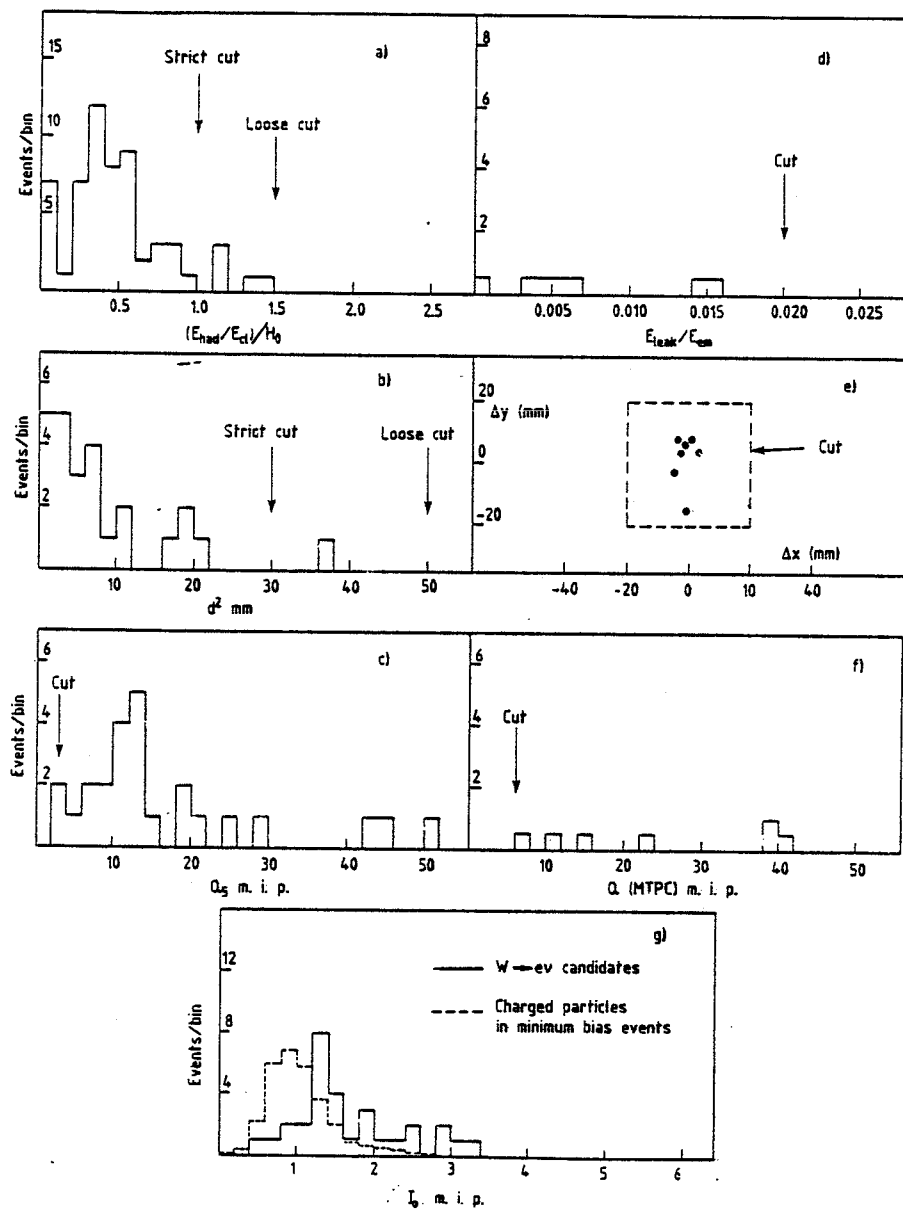 a)
Events/bin
15
10
5
Strict cut
Loose cut
0.5 1.0 1.5 2.0 2.5
(E_had/E_cl)/H_θ
d)
8
6
4
2
Cut
0.005 0.010 0.015 0.020 0.025
E_leak/E_em
b)
Events/bin
6
4
2
Strict cut
Loose cut
10 20 30 40 50
d² mm
e)
20
0
-20
Δy (mm)
Cut
Δx (mm)
-40 -20 0 10 40
c)
Events/bin
6
4
2
Cut
10 20 30 40 50
Q_5 m. i. p.
f)
6
4
2
Cut
10 20 30 40 50
Q (MTPC) m. i. p.
g)
Events/bin
12
8
4
W→eν candidates
Charged particles
in minimum bias events
1 2 3 4 5 6
I_0 m. i. p.